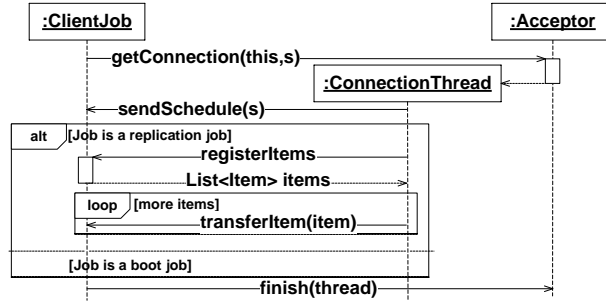 :ClientJob
:Acceptor
getConnection(this,s)
:ConnectionThread
sendSchedule(s)
alt [Job is a replication job]
registerItems
List<Item> items
loop [more items]
transferItem(item)
[Job is a boot job]
finish(thread)